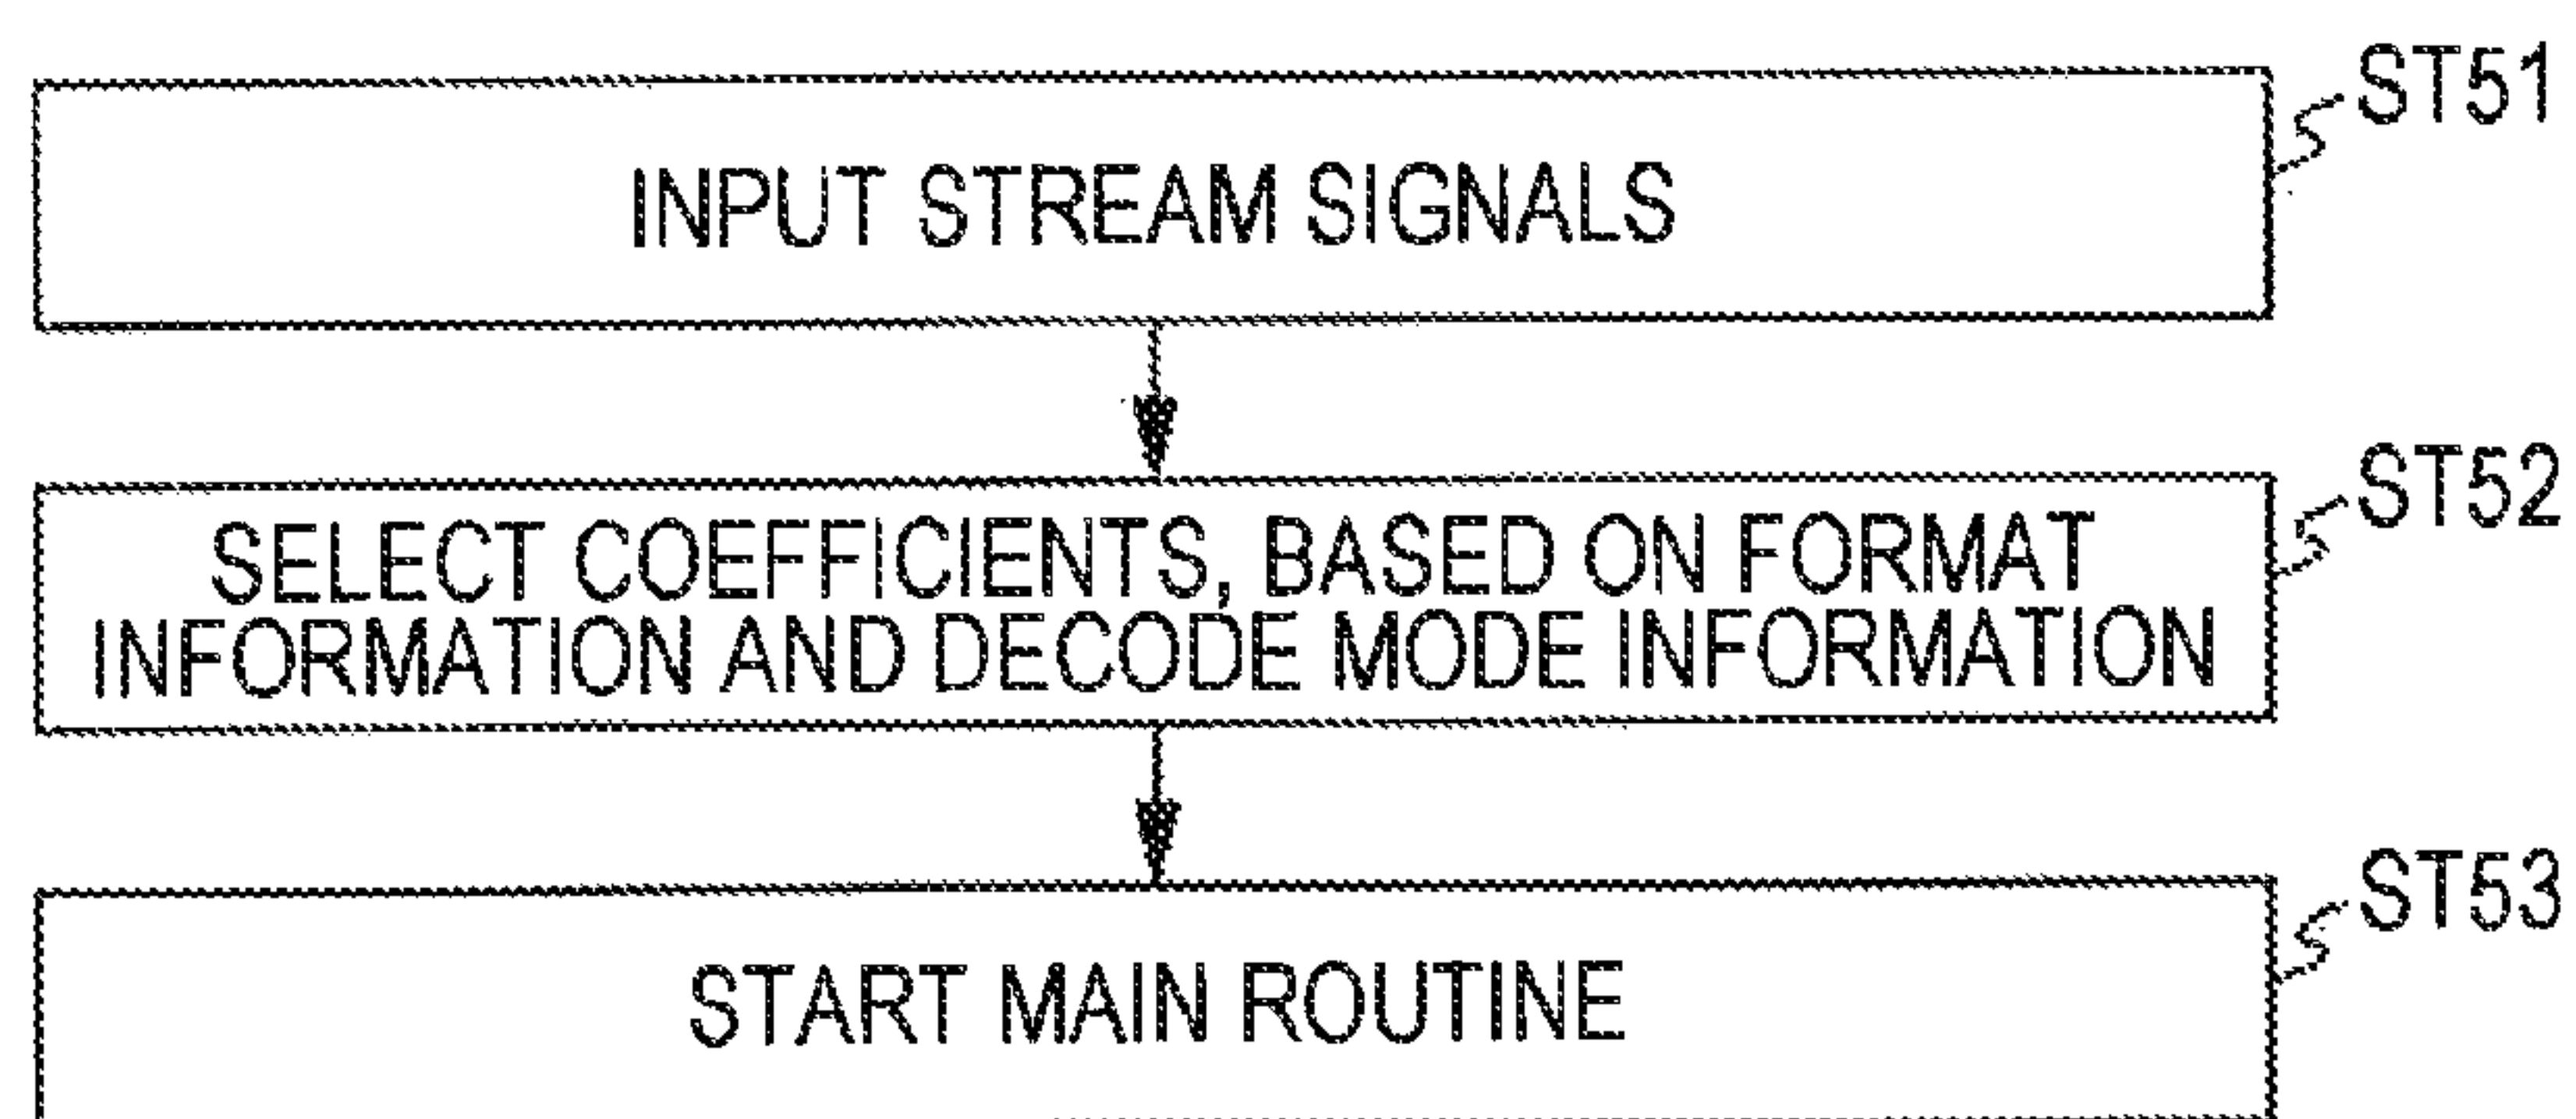 ST51
INPUT STREAM SIGNALS
ST52
SELECT COEFFICIENTS, BASED ON FORMAT
INFORMATION AND DECODE MODE INFORMATION
ST53
START MAIN ROUTINE